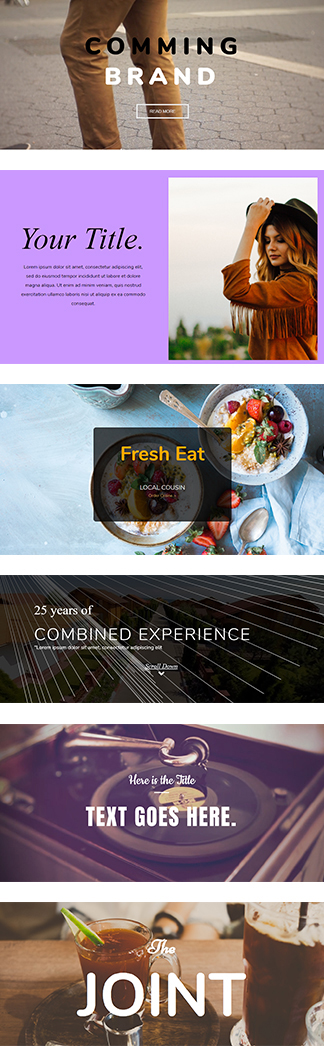 COMMING
BRAND
READ MORE
Your Title.
Lorem ipsum dolor sit amet, consectetur adipiscing elit,
sed do eiusmod tempor incididunt ut labore et dolore
magna aliqua. Ut enim ad minim veniam, quis nostrud
exercitation ullamco laboris nisi ut aliquip ex ea commodo
consequat.
Fresh Eat
LOCAL COUSIN
Order Online >
25 years of
COMBINED EXPERIENCE
"Lorem ipsum dolor sit amet, consectetur adipiscing elit
Scroll Down
Here is the Title
TEXT GOES HERE.
The
JOINT